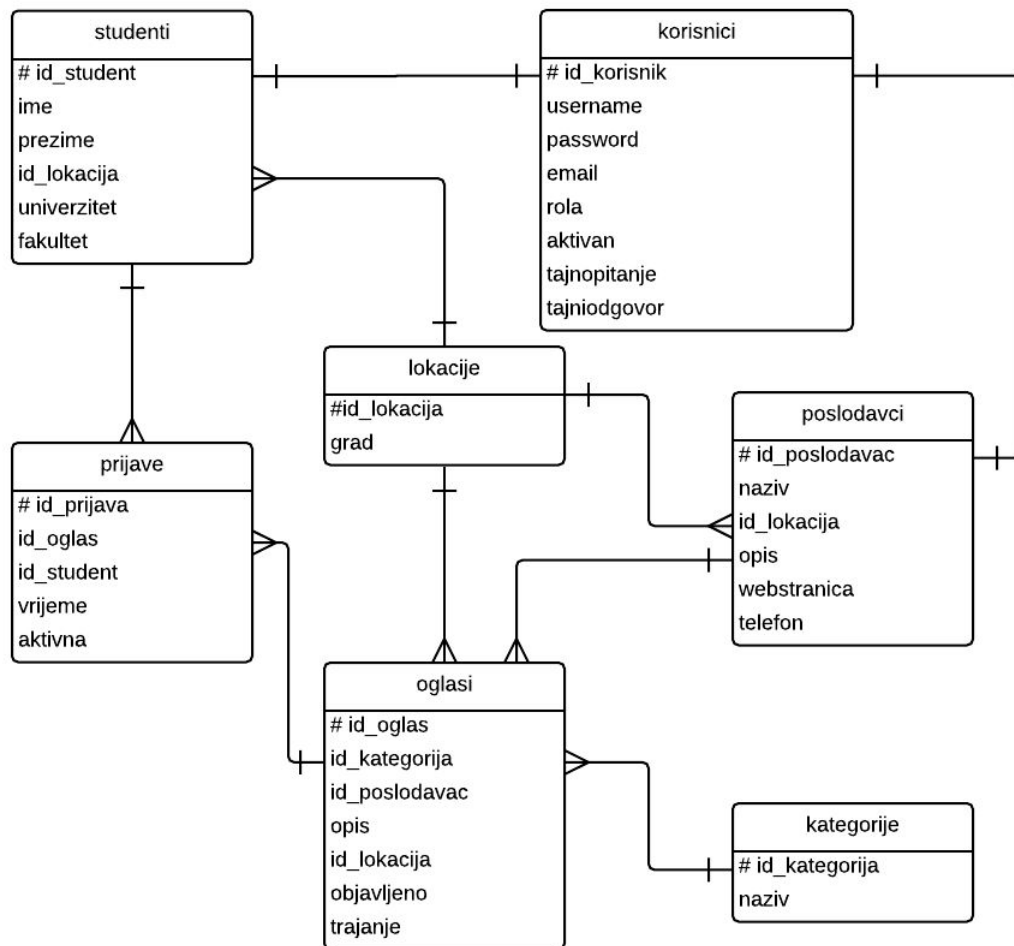 studenti
# id_student
ime
prezime
id_lokacija
univerzitet
fakultet
korisnici
# id_korisnik
username
password
email
rola
aktivan
tajnopitanje
tajniodgovor
lokacije
#id_lokacija
grad
poslodavci
# id_poslodavac
naziv
id_lokacija
opis
webstranica
telefon
prijave
# id_prijava
id_oglas
id_student
vrijeme
aktivna
oglasi
# id_oglas
id_kategorija
id_poslodavac
opis
id_lokacija
objavljeno
trajanje
kategorije
# id_kategorija
naziv